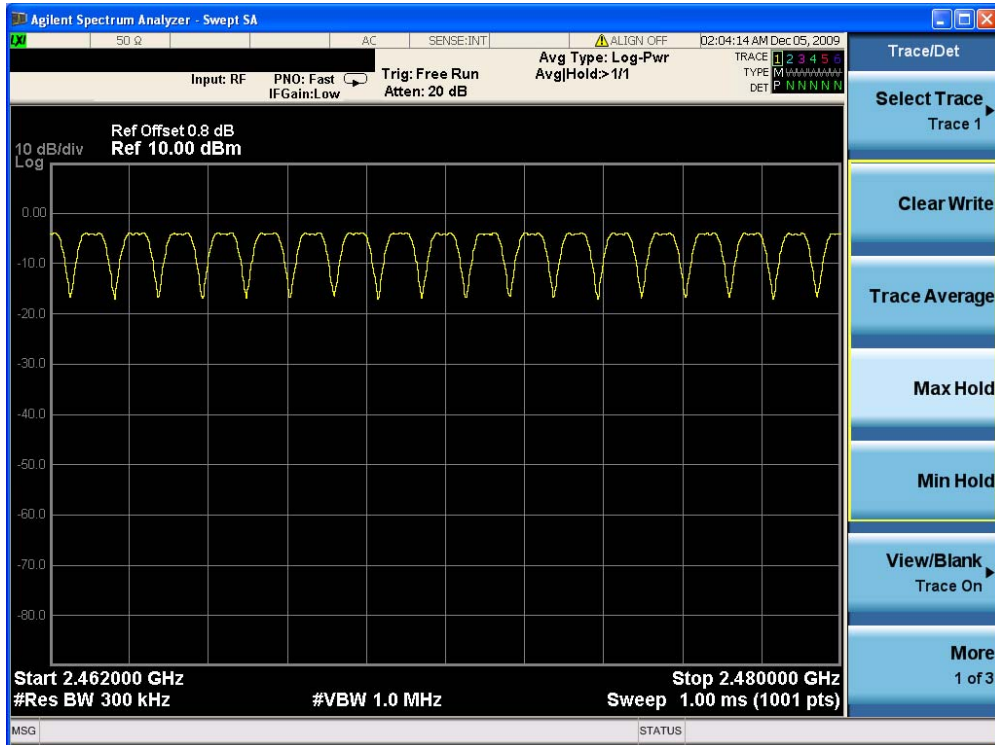 Agilent Spectrum Analyzer - Swept SA
LXI 50 Ω AC SENSE:INT ALIGN OFF 02:04:14 AM Dec 05, 2009
Input: RF PNO: Fast IFGain:Low Trig: Free Run Atten: 20 dB Avg Type: Log-Pwr Avg|Hold:>1/1
TRACE 1 2 3 4 5 6
TYPE M
DET P N N N N N
Trace/Det
Select Trace
Trace 1
Clear Write
Trace Average
Max Hold
Min Hold
View/Blank
Trace On
More
1 of 3
Ref Offset 0.8 dB
10 dB/div Ref 10.00 dBm
Log
0.00
-10.0
-20.0
-30.0
-40.0
-50.0
-60.0
-70.0
-80.0
Start 2.462000 GHz Stop 2.480000 GHz
#Res BW 300 kHz #VBW 1.0 MHz Sweep 1.00 ms (1001 pts)
MSG STATUS